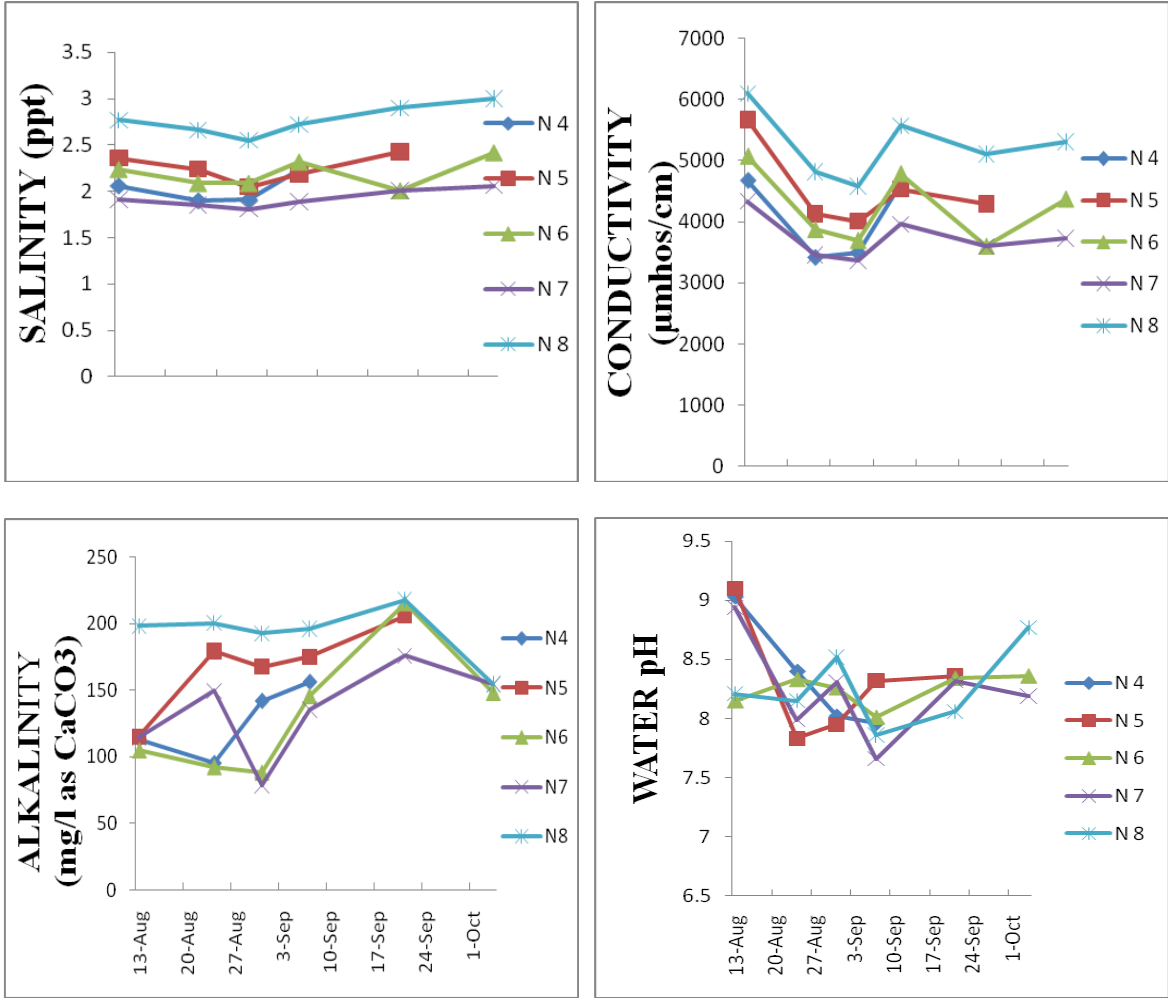 SALINITY (ppt)
3.5
3
2.5
2
1.5
1
0.5
0
N 4
N 5
N 6
N 7
N 8
CONDUCTIVITY
(µmhos/cm)
7000
6000
5000
4000
3000
2000
1000
0
N 4
N 5
N 6
N 7
N 8
ALKALINITY
(mg/l as CaCO3)
250
200
150
100
50
0
13-Aug
20-Aug
27-Aug
3-Sep
10-Sep
17-Sep
24-Sep
1-Oct
N4
N5
N6
N7
N8
WATER pH
9.5
9
8.5
8
7.5
7
6.5
13-Aug
20-Aug
27-Aug
3-Sep
10-Sep
17-Sep
24-Sep
1-Oct
N 4
N 5
N 6
N 7
N 8